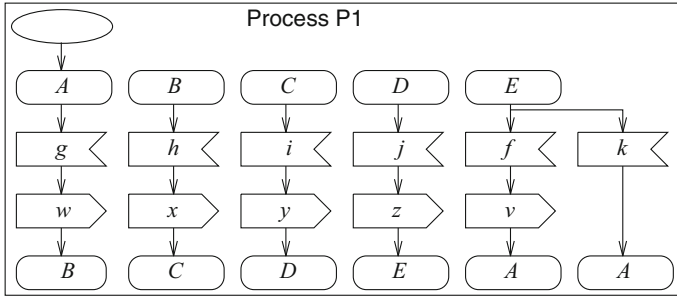 Process P1
A B C D E
g h i j f k
w x y z v
B C D E A A